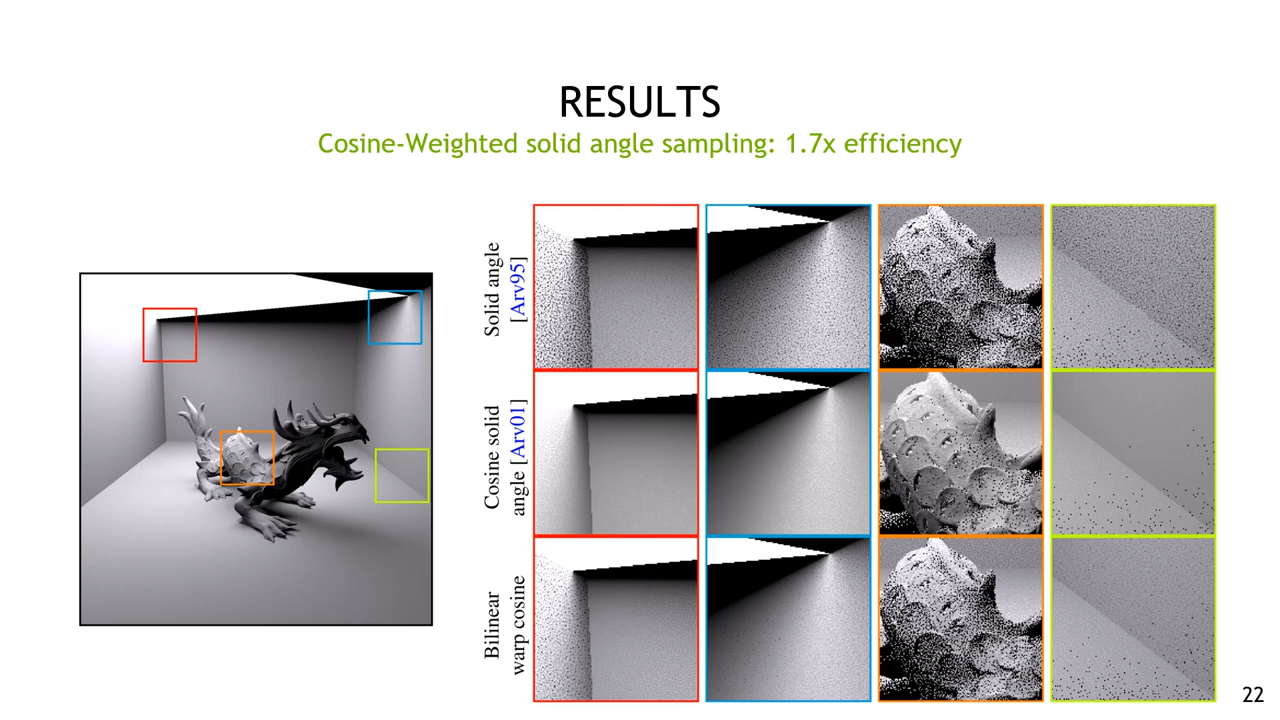 RESULTS
Cosine-Weighted solid angle sampling: 1.7x efficiency
Solid angle
[Arv95]
Cosine solid
angle [Arv01]
Bilinear
warp cosine
22